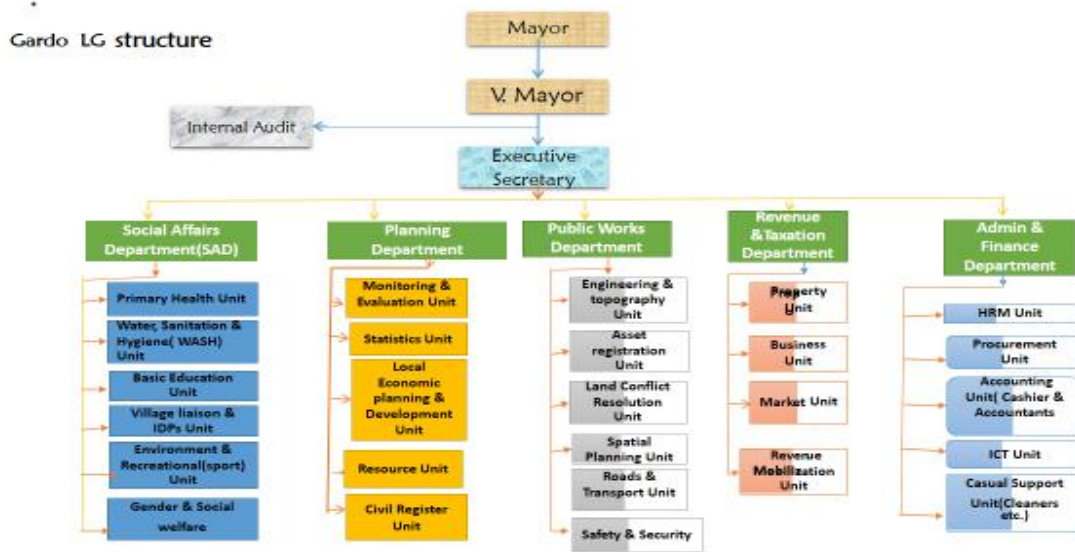 Gardo LG structure
Mayor
V. Mayor
Internal Audit
Executive
Secretary
Social Affairs
Department(SAD)
Primary Health Unit
Water, Sanitation &
Hygiene( WASH)
Unit
Basic Education
Unit
Village liaison &
IDPs Unit
Environment &
Recreational(sport)
Unit
Gender & Social
welfare
Planning
Department
Monitoring &
Evaluation Unit
Statistics Unit
Local
Economic
planning &
Development
Unit
Resource Unit
Civil Register
Unit
Public Works
Department
Engineering &
topography
Unit
Asset
registration
Unit
Land Conflict
Resolution
Unit
Spatial
Planning Unit
Roads &
Transport Unit
Safety & Security
Revenue
&Taxation
Department
Property
Unit
Business
Unit
Market Unit
Revenue
Mobilization
Unit
Admin &
Finance
Department
HRM Unit
Procurement
Unit
Accounting
Unit( Cashier &
Accountants
ICT Unit
Casual Support
Unit(Cleaners
etc.)